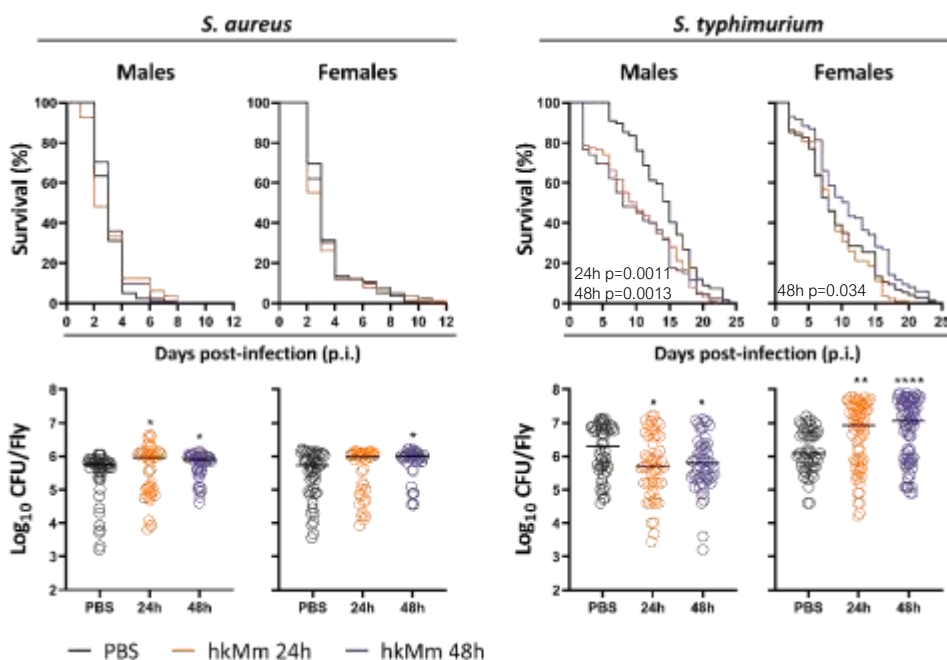 S. aureus
S. typhimurium
Males
Females
Males
Females
Survival (%)
100
80
60
40
20
0
0 2 4 6 8 10 12
0 2 4 6 8 10 12
Days post-infection (p.i.)
Survival (%)
100
80
60
40
20
0
24h p=0.0011
48h p=0.0013
0 5 10 15 20 25
100
80
60
40
20
0
48h p=0.034
0 5 10 15 20 25
Days post-infection (p.i.)
Log10 CFU/Fly
8
7
6
5
4
3
2
*
*
PBS 24h 48h
*
PBS 24h 48h
Log10 CFU/Fly
8
7
6
5
4
3
2
*
*
PBS 24h 48h
**
****
PBS 24h 48h
PBS hkMm 24h hkMm 48h